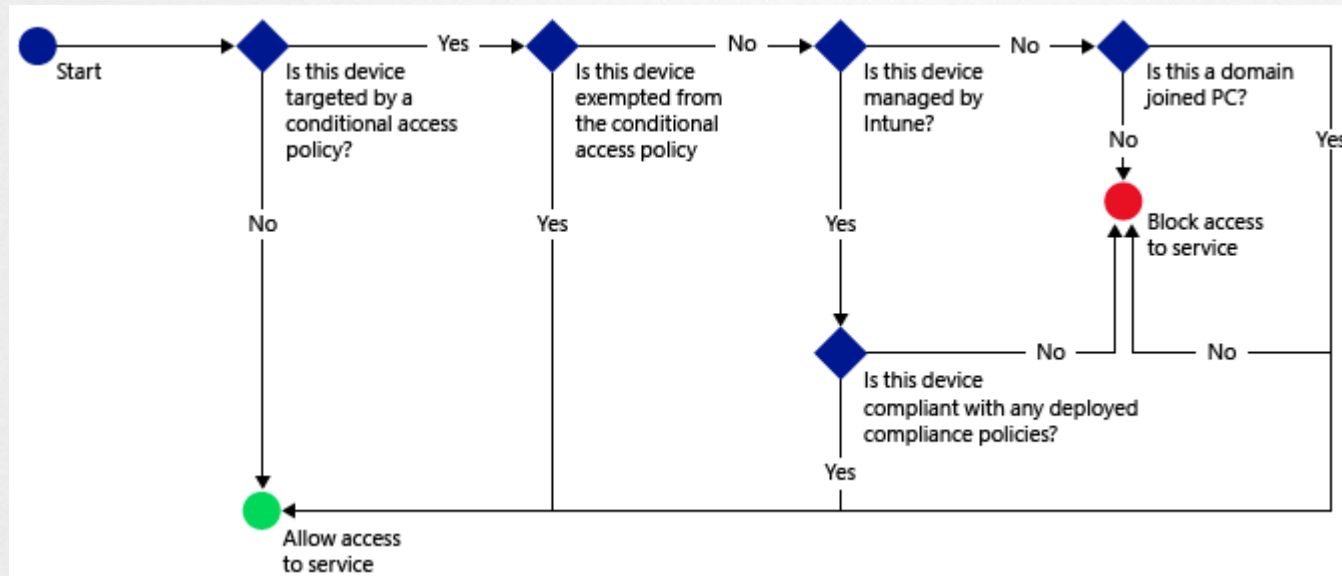 Start
Is this device
targeted by a
conditional access
policy?
Yes
No
Is this device
exempted from
the conditional
access policy
No
Yes
Is this device
managed by
Intune?
No
Yes
Is this a domain
joined PC?
No
Yes
Block access
to service
Is this device
compliant with any deployed
compliance policies?
No
No
Yes
Allow access
to service